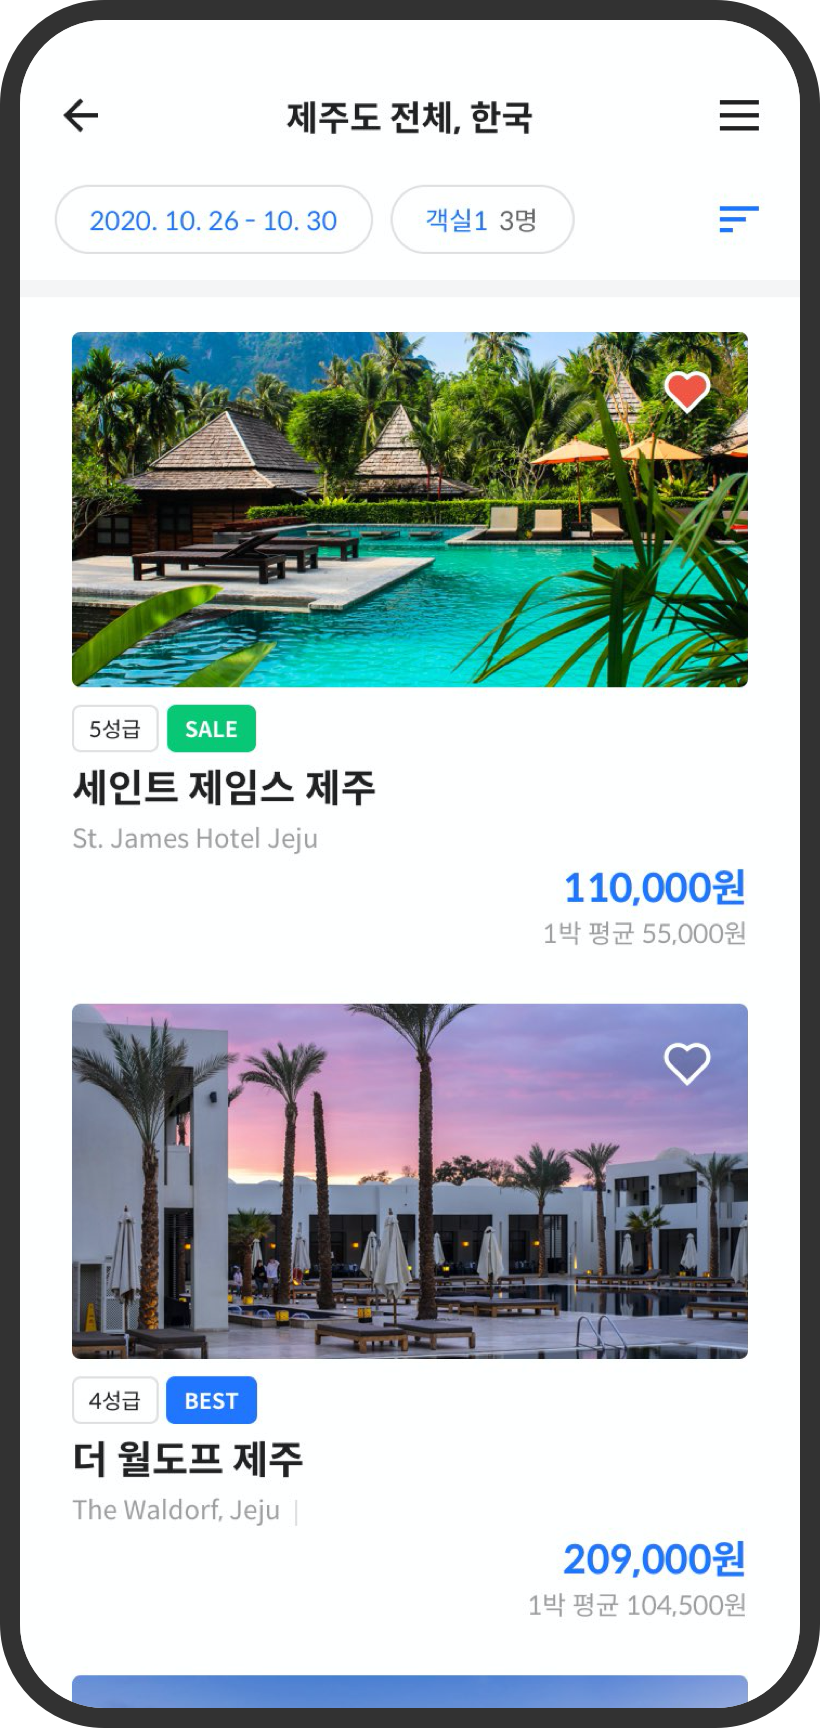 제주도 전체, 한국
2020. 10. 26 - 10. 30
객실1 3명
5성급 SALE
세인트 제임스 제주
St. James Hotel Jeju
110,000원
1박 평균 55,000원
4성급 BEST
더 월도프 제주
The Waldorf, Jeju |
209,000원
1박 평균 104,500원